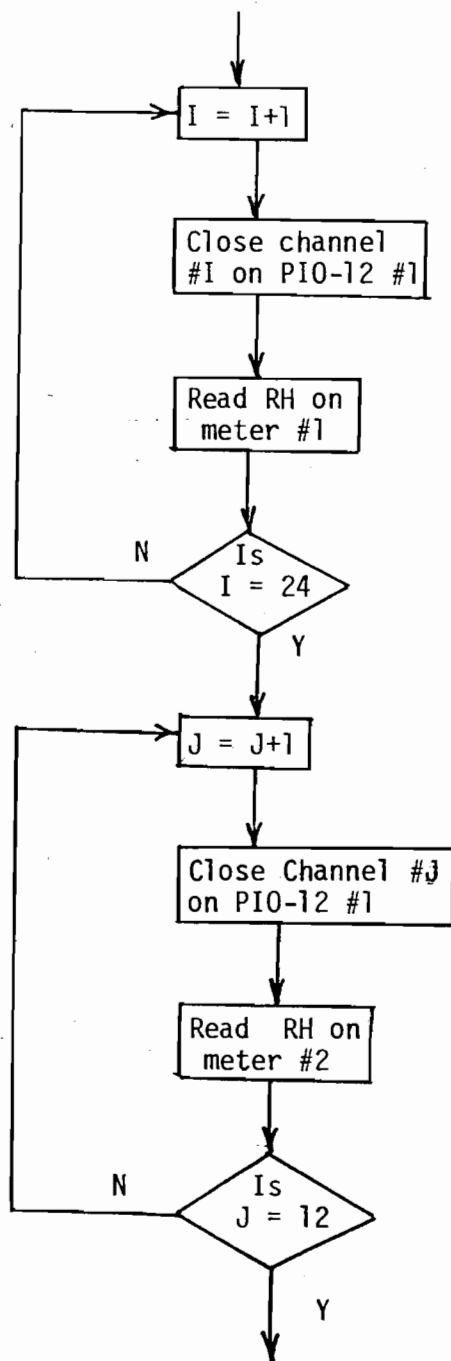 I = I+1
Close channel
#I on PIO-12 #1
Read RH on
meter #1
Is
I = 24
N
Y
J = J+1
Close Channel #J
on PIO-12 #1
Read RH on
meter #2
Is
J = 12
N
Y